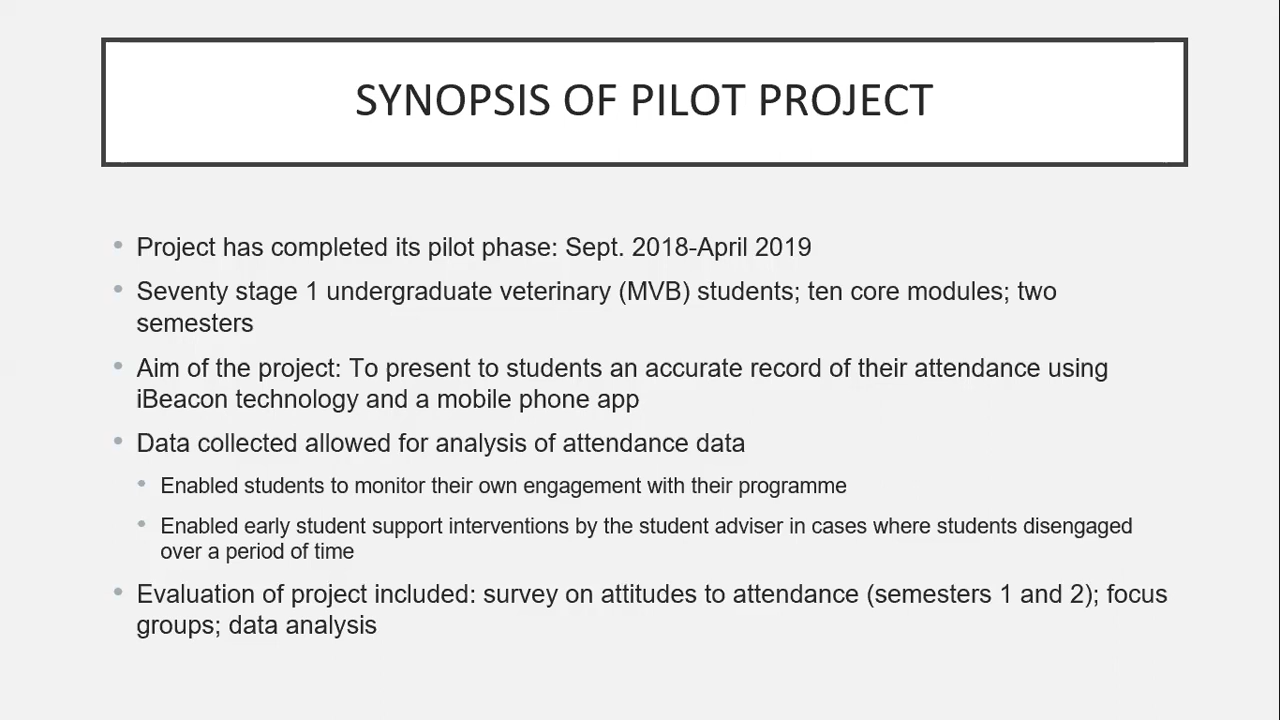 SYNOPSIS OF PILOT PROJECT
• Project has completed its pilot phase: Sept. 2018-April 2019
• Seventy stage 1 undergraduate veterinary (MVB) students; ten core modules; two
semesters
• Aim of the project: To present to students an accurate record of their attendance using
iBeacon technology and a mobile phone app
• Data collected allowed for analysis of attendance data
• Enabled students to monitor their own engagement with their programme
• Enabled early student support interventions by the student adviser in cases where students disengaged
over a period of time
• Evaluation of project included: survey on attitudes to attendance (semesters 1 and 2); focus
groups; data analysis